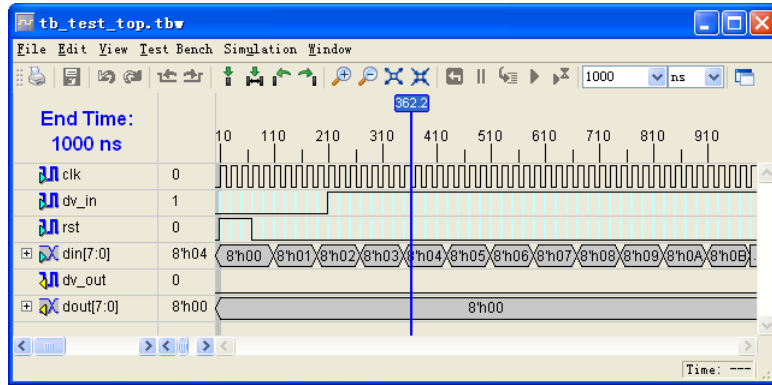 tb_test_top.tbw
File Edit View Test Bench Simulation Window
1000 ns
362.2
End Time:
1000 ns
10 110 210 310 410 510 610 710 810 910
clk 0
dv_in 1
rst 0
din[7:0] 8'h04 8'h00 8'h01 8'h02 8'h03 8'h04 8'h05 8'h06 8'h07 8'h08 8'h09 8'h0A 8'h0B ..
dv_out 0
dout[7:0] 8'h00 8'h00
Time: ---